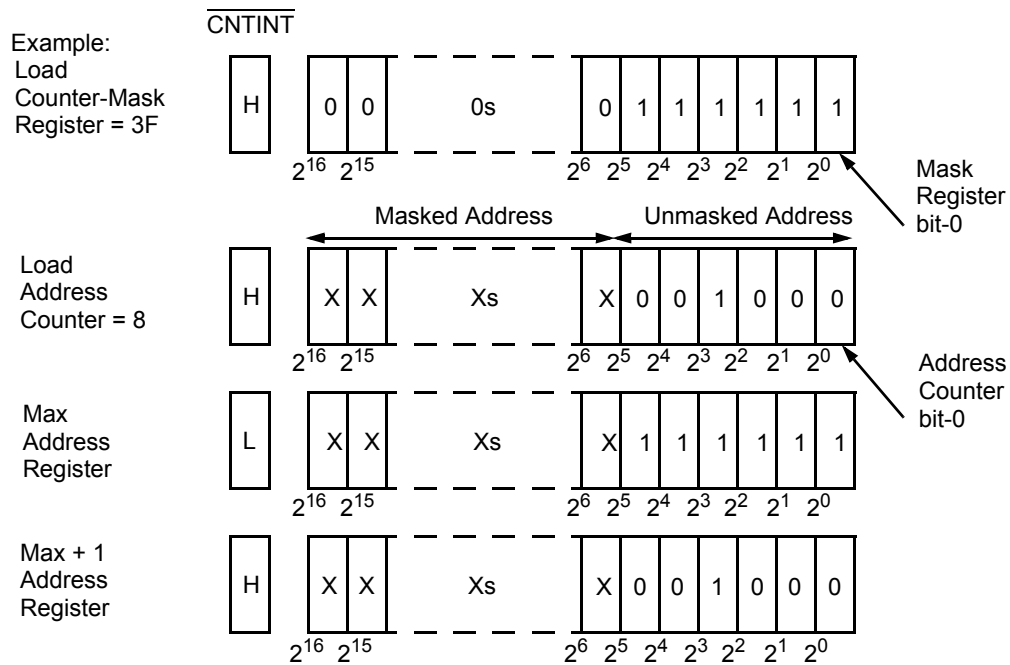 CNTINT
Example:
Load
Counter-Mask
Register = 3F
H
0 0 0s 0 1 1 1 1 1 1
2^16 2^15 2^6 2^5 2^4 2^3 2^2 2^1 2^0
Mask
Register
bit-0
Masked Address Unmasked Address
Load
Address
Counter = 8
H
X X Xs X 0 0 1 0 0 0
2^16 2^15 2^6 2^5 2^4 2^3 2^2 2^1 2^0
Address
Counter
bit-0
Max
Address
Register
L
X X Xs X 1 1 1 1 1 1
2^16 2^15 2^6 2^5 2^4 2^3 2^2 2^1 2^0
Max + 1
Address
Register
H
X X Xs X 0 0 1 0 0 0
2^16 2^15 2^6 2^5 2^4 2^3 2^2 2^1 2^0